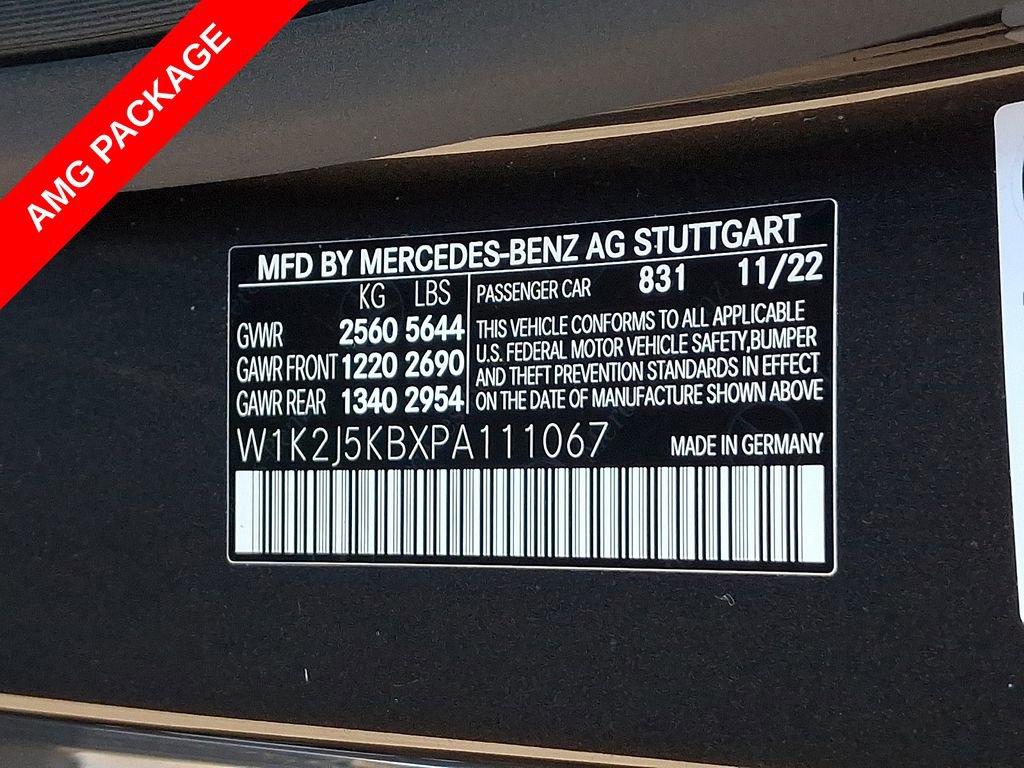 AMG PACKAGE
MFD BY MERCEDES-BENZ AG STUTTGART
KG LBS
GVWR 2560 5644
GAWR FRONT 1220 2690
GAWR REAR 1340 2954
PASSENGER CAR 831 11/22
THIS VEHICLE CONFORMS TO ALL APPLICABLE
U.S. FEDERAL MOTOR VEHICLE SAFETY,BUMPER
AND THEFT PREVENTION STANDARDS IN EFFECT
ON THE DATE OF MANUFACTURE SHOWN ABOVE
W1K2J5KBXPA111067
MADE IN GERMANY